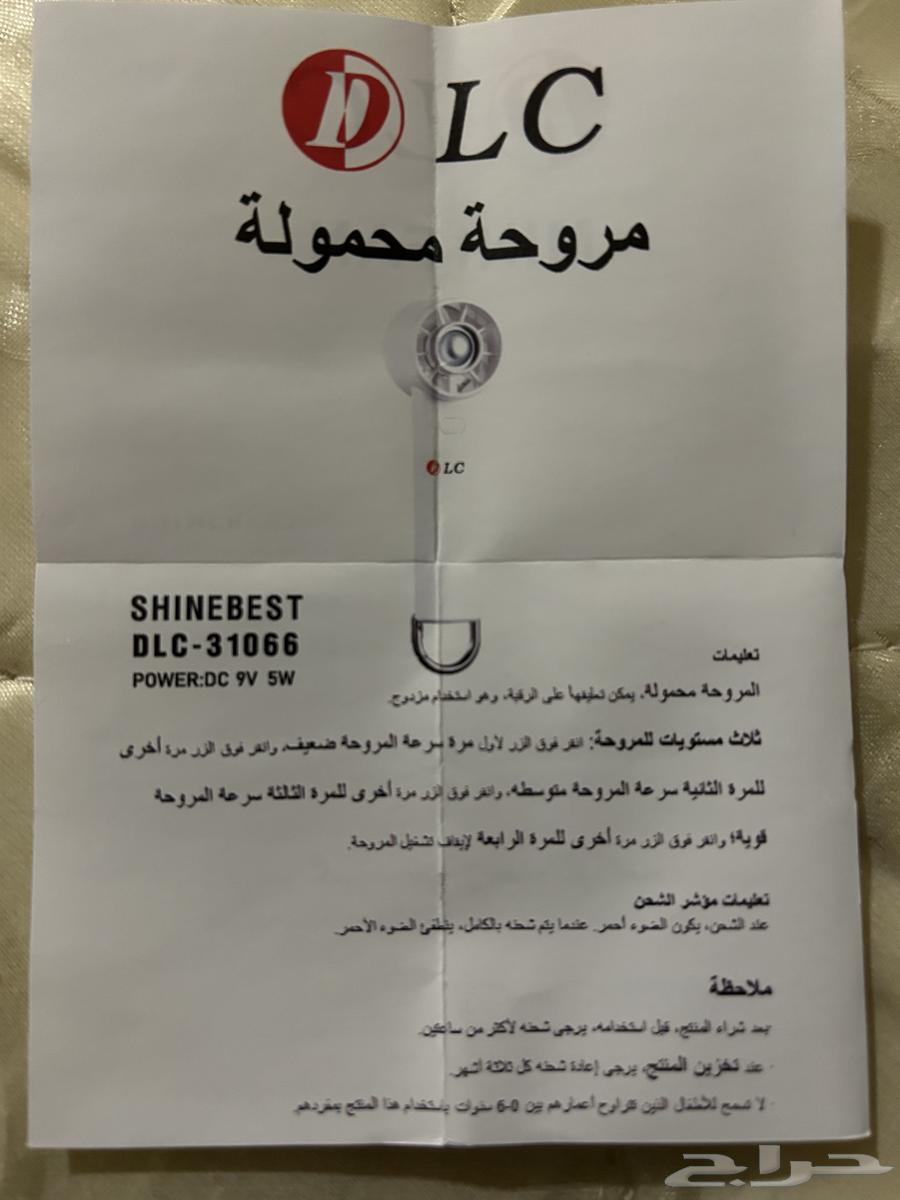 DLC
مروحة محمولة
DLC
SHINEBEST
DLC-31066
POWER:DC 9V 5W
تعليمات
المروحة محمولة، يمكن تعليقها على الرقبة، وهو استخدام مزدوج.
ثلاث مستويات للمروحة: انقر فوق الزر لأول مرة سرعة المروحة ضعيف، وانقر فوق الزر مرة أخرى
للمرة الثانية سرعة المروحة متوسطه، وانقر فوق الزر مرة أخرى للمرة الثالثة سرعة المروحة
قوية؛ وانقر فوق الزر مرة أخرى للمرة الرابعة لإيقاف تشغيل المروحة.
تعليمات مؤشر الشحن
عند الشحن، يكون الضوء أحمر. عندما يتم شحنه بالكامل، ينطفئ الضوء الأحمر.
ملاحظة
· بعد شراء المنتج، قبل استخدامه، يرجى شحنه لأكثر من ساعتين.
· عند تخزين المنتج، يرجى إعادة شحنه كل ثلاثة أشهر.
· لا تسمح للأطفال الذين تتراوح أعمارهم بين 0-6 سنوات باستخدام هذا المنتج بمفردهم.
حراج